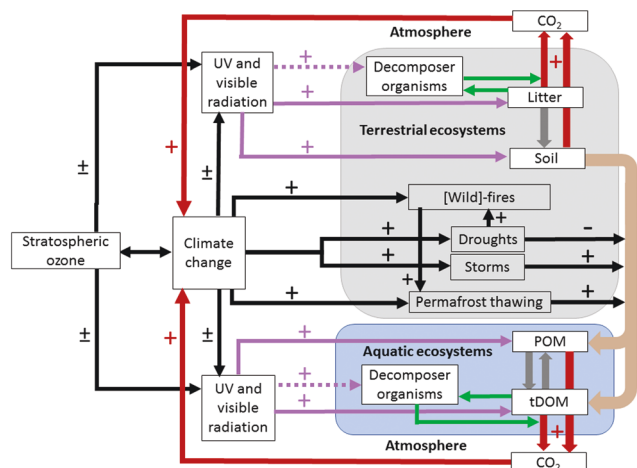 CO2
Atmosphere
+
UV and
visible
radiation
+
+
+
Decomposer
organisms
Litter
Terrestrial ecosystems
Soil
+
±
±
+
[Wild]-fires
+
Stratospheric
ozone
Climate
change
+
+
Droughts
−
Storms
+
+
+
Permafrost thawing
+
±
±
+
+
POM
Aquatic ecosystems
UV and
visible
radiation
+
+
Decomposer
organisms
tDOM
+
Atmosphere
CO2